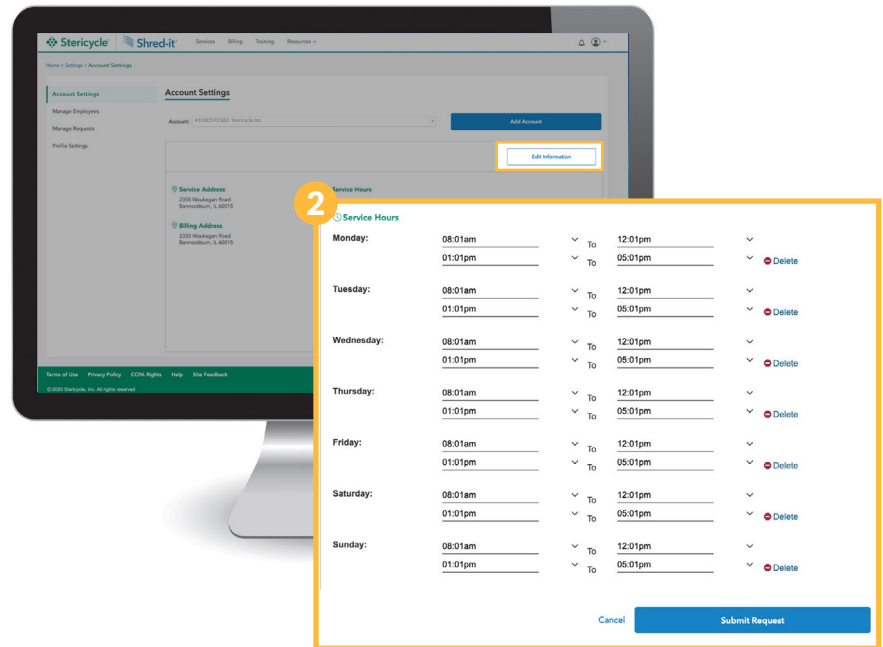 Stericycle Shred-it Services Billing Training Resources
Home > Settings > Account Settings
Account Settings
Manage Employees
Manage Requests
Profile Settings
Account Settings
Account: Stericycle Inc.
Add Account
Edit Information
Service Address
2355 Waukegan Road
Bannockburn, IL 60015
Billing Address
2355 Waukegan Road
Bannockburn, IL 60015
Service Hours
Terms of Use Privacy Policy CCPA Rights Help Site Feedback
© 2020 Stericycle, Inc. All rights reserved
2
Service Hours
Monday: 08:01am To 12:01pm
01:01pm To 05:01pm Delete
Tuesday: 08:01am To 12:01pm
01:01pm To 05:01pm Delete
Wednesday: 08:01am To 12:01pm
01:01pm To 05:01pm Delete
Thursday: 08:01am To 12:01pm
01:01pm To 05:01pm Delete
Friday: 08:01am To 12:01pm
01:01pm To 05:01pm Delete
Saturday: 08:01am To 12:01pm
01:01pm To 05:01pm Delete
Sunday: 08:01am To 12:01pm
01:01pm To 05:01pm Delete
Cancel Submit Request